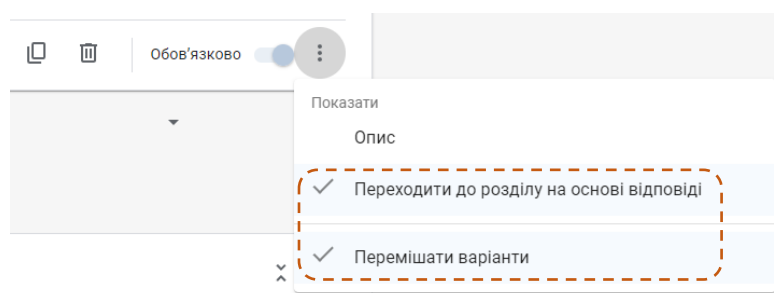 Обов’язково
Показати
Опис
Переходити до розділу на основі відповіді
Перемішати варіанти